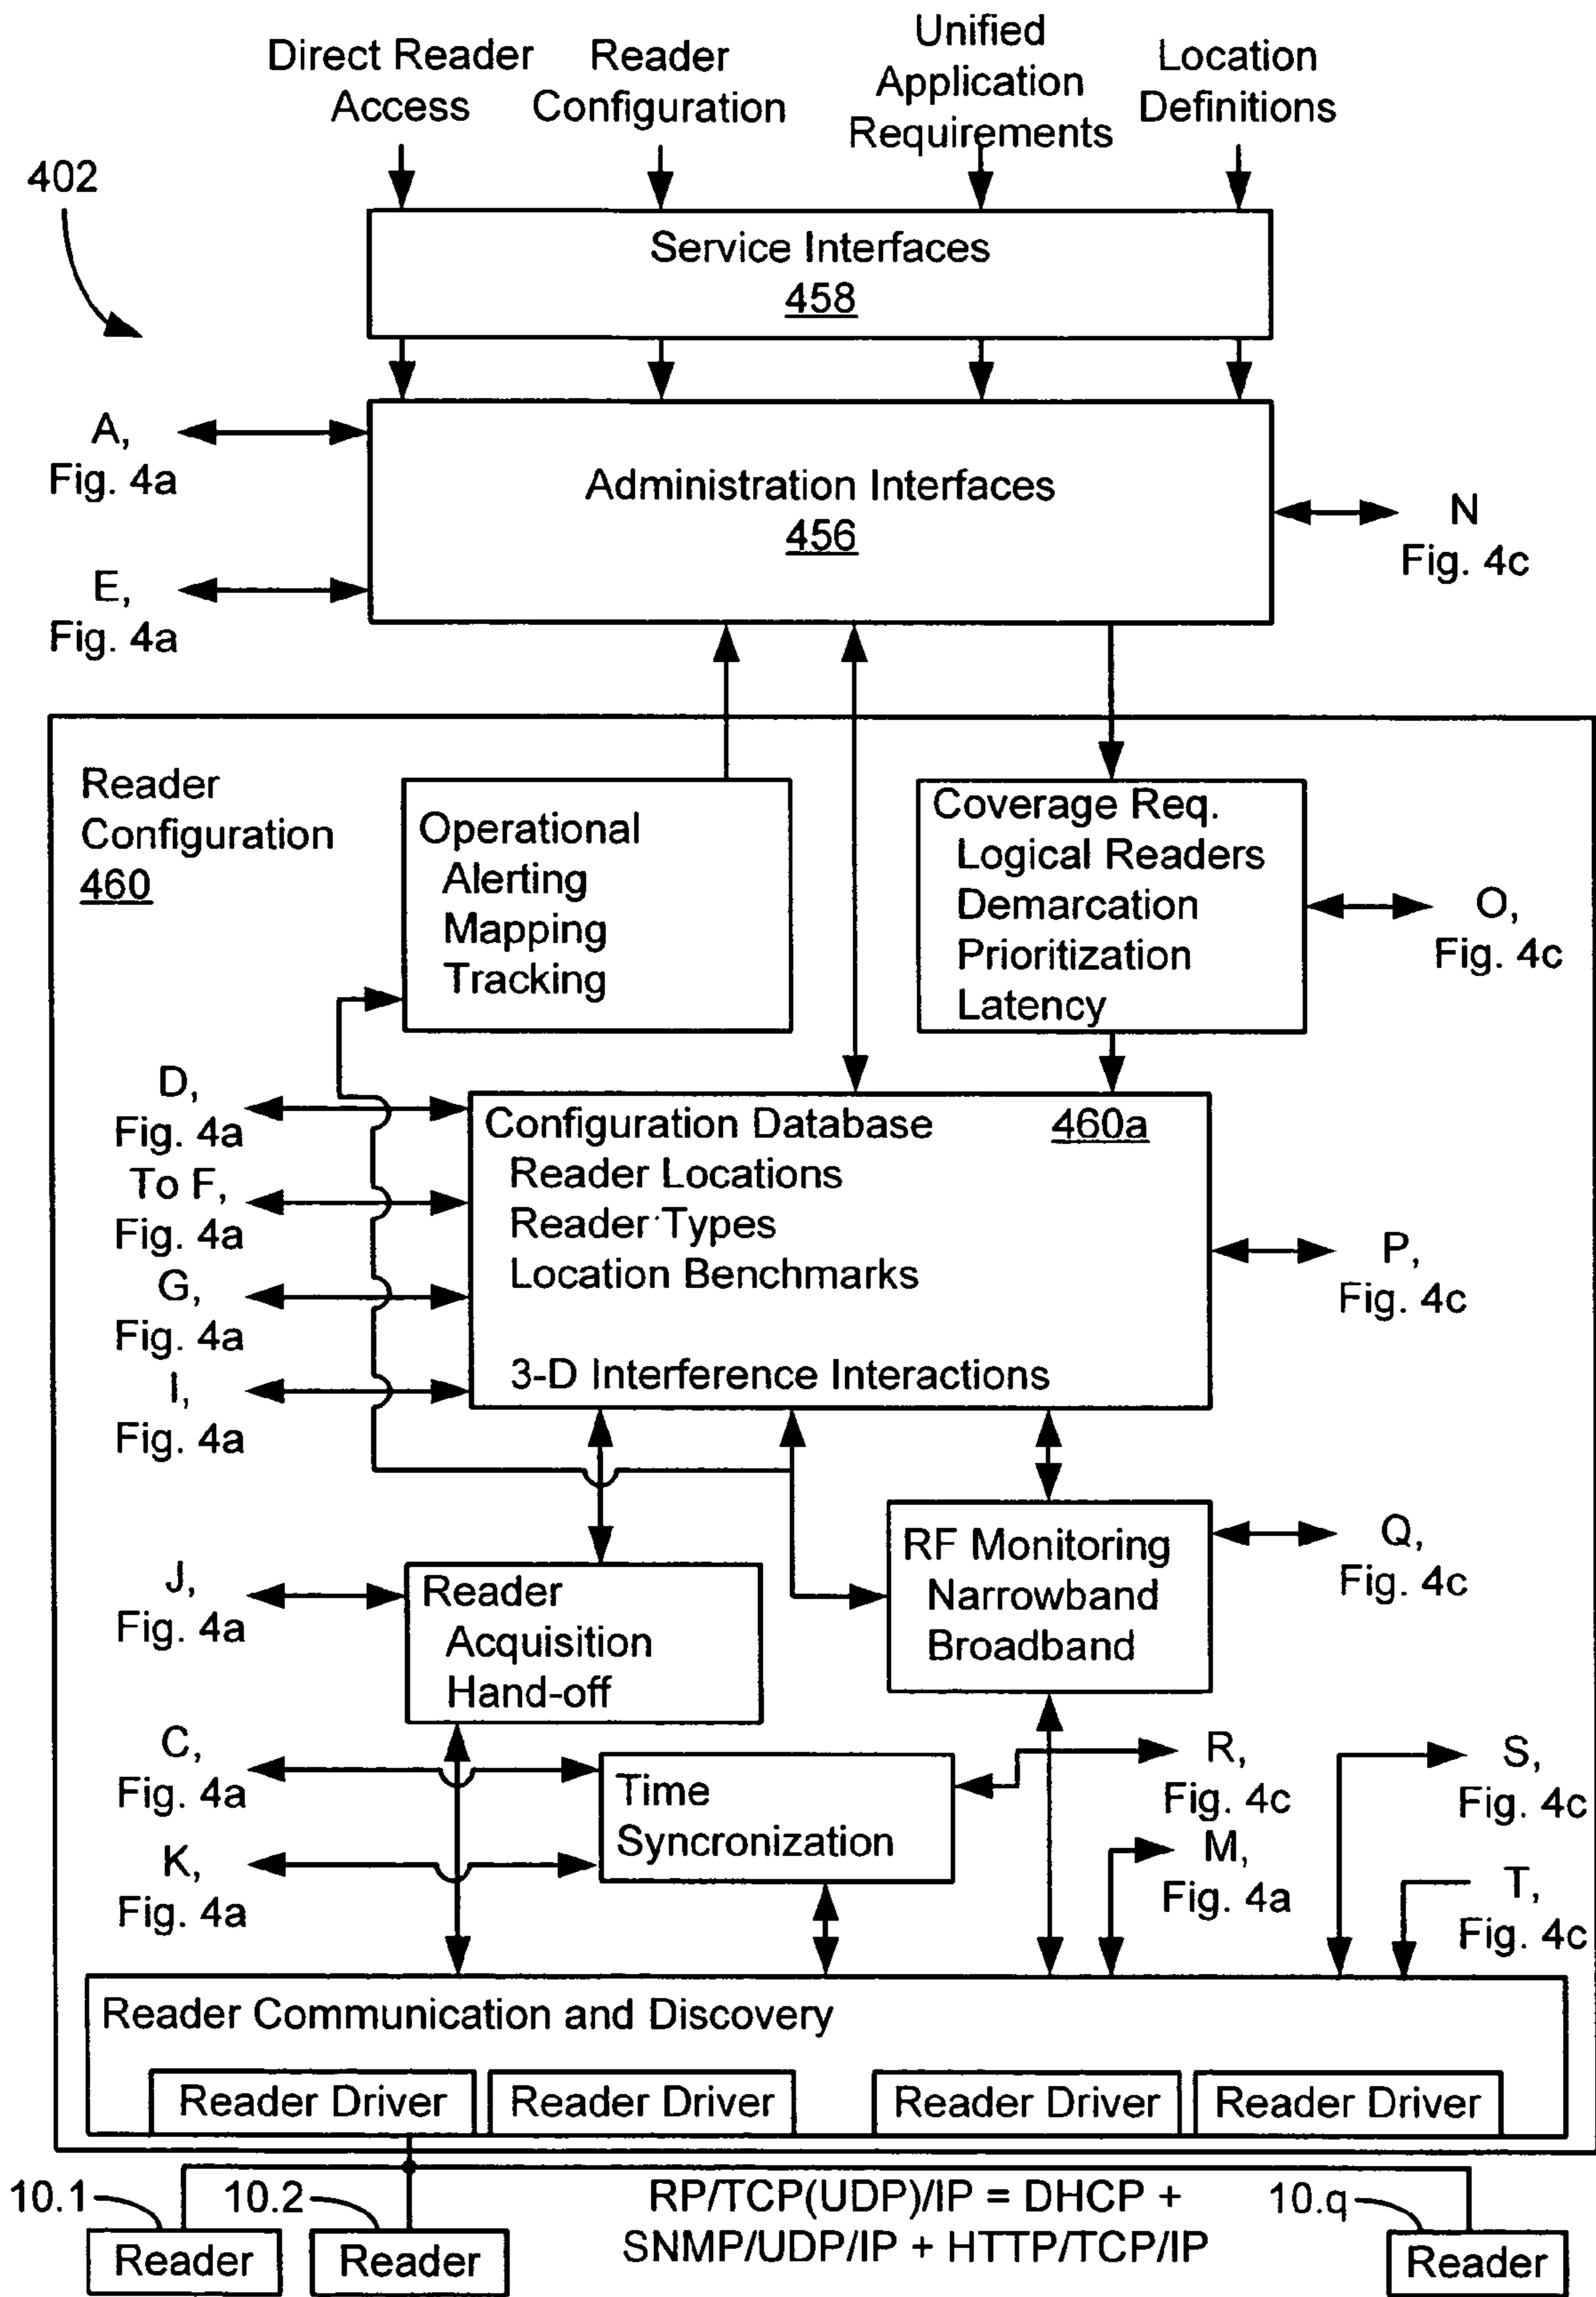 Direct Reader
Access
Reader
Configuration
Unified
Application
Requirements
Location
Definitions
402
Service Interfaces
458
A,
Fig. 4a
Administration Interfaces
456
N
Fig. 4c
E,
Fig. 4a
Reader
Configuration
460
Operational
Alerting
Mapping
Tracking
Coverage Req.
Logical Readers
Demarcation
Prioritization
Latency
O,
Fig. 4c
D,
Fig. 4a
To F,
Fig. 4a
G,
Fig. 4a
I,
Fig. 4a
Configuration Database 460a
Reader Locations
Reader Types
Location Benchmarks
3-D Interference Interactions
P,
Fig. 4c
J,
Fig. 4a
Reader
Acquisition
Hand-off
RF Monitoring
Narrowband
Broadband
Q,
Fig. 4c
C,
Fig. 4a
K,
Fig. 4a
Time
Syncronization
R,
Fig. 4c
M,
Fig. 4a
S,
Fig. 4c
T,
Fig. 4c
Reader Communication and Discovery
Reader Driver
Reader Driver
Reader Driver
Reader Driver
10.1
Reader
10.2
Reader
RP/TCP(UDP)/IP = DHCP +
SNMP/UDP/IP + HTTP/TCP/IP
10.q
Reader